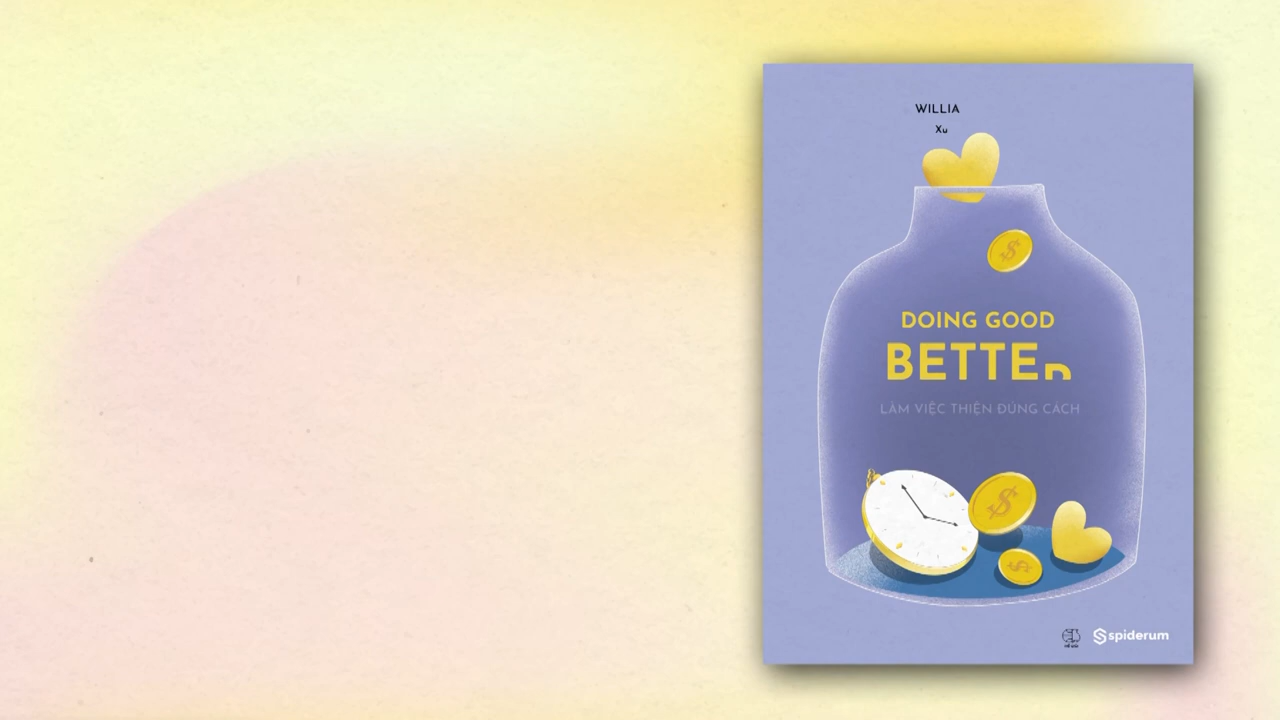 WILLIA
Xu
DOING GOOD
BETTE
LÀM VIỆC THIỆN ĐÚNG CÁCH
spiderum